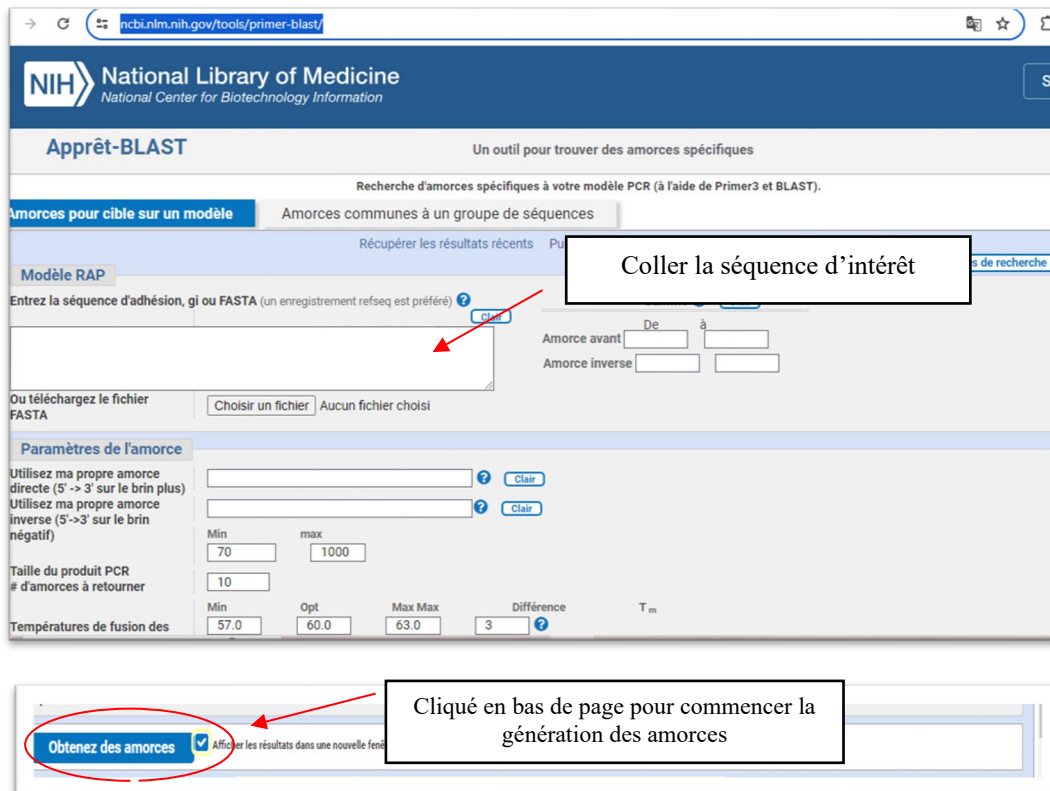 ncbi.nlm.nih.gov/tools/primer-blast/
NIH National Library of Medicine
National Center for Biotechnology Information
S
Apprêt-BLAST
Un outil pour trouver des amorces spécifiques
Recherche d'amorces spécifiques à votre modèle PCR (à l'aide de Primer3 et BLAST).
Amorces pour cible sur un modèle
Amorces communes à un groupe de séquences
Récupérer les résultats récents Pu
Coller la séquence d'intérêt
s de recherche
Modèle RAP
Entrez la séquence d'adhésion, gi ou FASTA (un enregistrement refseq est préféré) ?
Clair
De à
Amorce avant
Amorce inverse
Ou téléchargez le fichier FASTA
Choisir un fichier Aucun fichier choisi
Paramètres de l'amorce
Utilisez ma propre amorce
directe (5' -> 3' sur le brin plus)
? Clair
Utilisez ma propre amorce
inverse (5'->3' sur le brin
négatif)
? Clair
Min max
70 1000
Taille du produit PCR
# d'amorces à retourner
10
Min Opt Max Max Différence T m
Températures de fusion des
57.0 60.0 63.0 3 ?
Cliqué en bas de page pour commencer la
génération des amorces
Obtenez des amorces
Afficher les résultats dans une nouvelle fenê